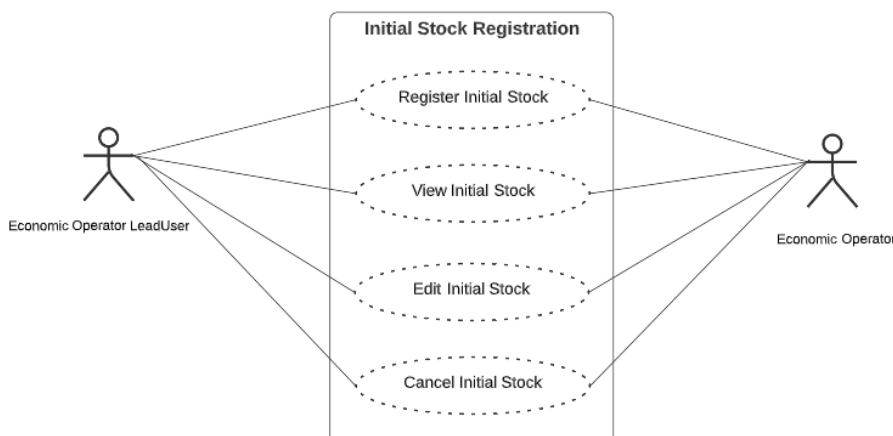 Initial Stock Registration
Register Initial Stock
View Initial Stock
Economic Operator LeadUser
Economic Operator
Edit Initial Stock
Cancel Initial Stock